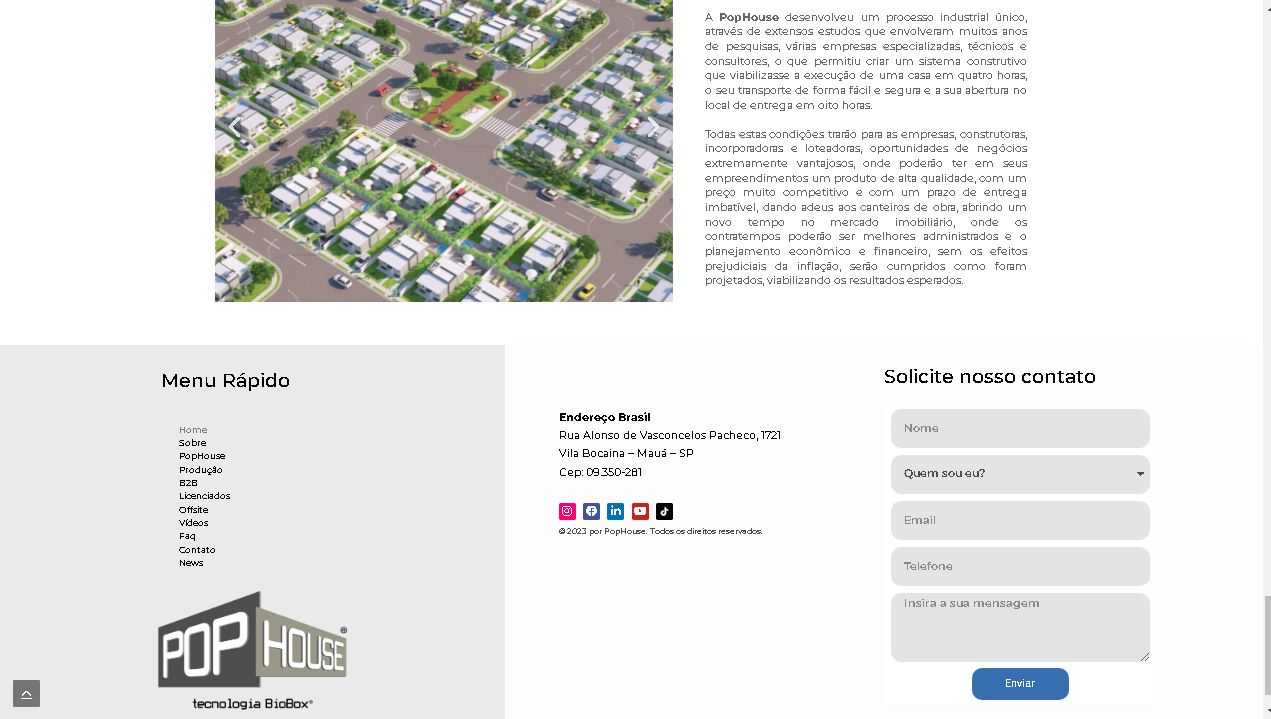 A PopHouse desenvolveu um processo industrial único,
através de extensos estudos que envolveram muitos anos
de pesquisas, várias empresas especializadas, técnicos e
consultores, o que permitiu criar um sistema construtivo
que viabilizasse a execução de uma casa em quatro horas,
o seu transporte de forma fácil e segura e a sua abertura no
local de entrega em oito horas.
Todas estas condições trarão para as empresas, construtoras,
incorporadoras e loteadoras, oportunidades de negócios
extremamente vantajosos, onde poderão ter em seus
empreendimentos um produto de alta qualidade, com um
preço muito competitivo e com um prazo de entrega
imbatível, dando adeus aos canteiros de obra, abrindo um
novo tempo no mercado imobiliário, onde os
contratempos poderão ser melhores administrados e o
planejamento econômico e financeiro, sem os efeitos
prejudiciais da inflação, serão cumpridos como foram
projetados, viabilizando os resultados esperados.
Menu Rápido
Home
Sobre
PopHouse
Produção
B2B
Licenciados
Offsite
Vídeos
Faq
Contato
News
POP HOUSE ®
tecnologia BioBox®
Endereço Brasil
Rua Alonso de Vasconcelos Pacheco, 1721
Vila Bocaina – Mauá – SP
Cep: 09.350-281
© 2023 por PopHouse. Todos os direitos reservados.
Solicite nosso contato
Nome
Quem sou eu?
Email
Telefone
Insira a sua mensagem
Enviar